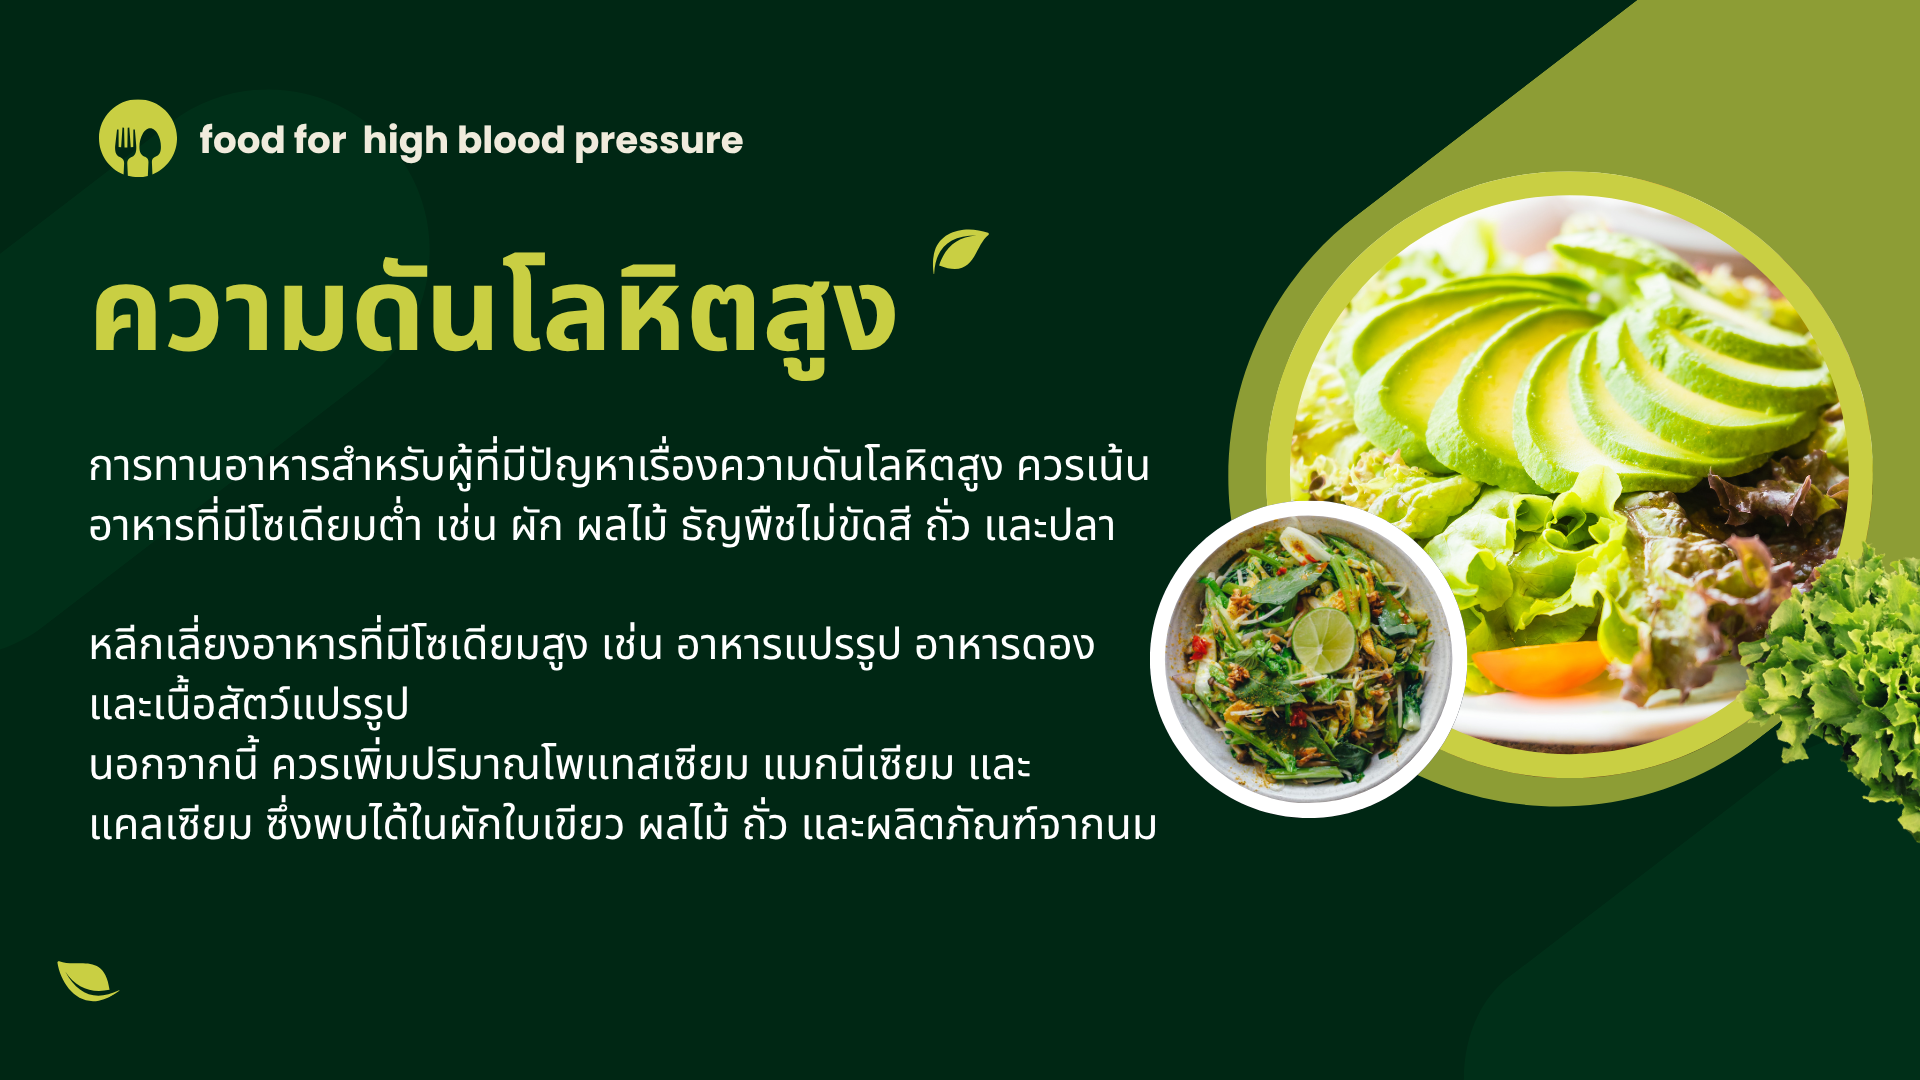 food for  high blood pressure
ความดันโลหิตสูง
การทานอาหารสำหรับผู้ที่มีปัญหาเรื่องความดันโลหิตสูง ควรเน้น
อาหารที่มีโซเดียมต่ำ เช่น ผัก ผลไม้ ธัญพืชไม่ขัดสี ถั่ว และปลา
หลีกเลี่ยงอาหารที่มีโซเดียมสูง เช่น อาหารแปรรูป อาหารดอง
และเนื้อสัตว์แปรรูป
นอกจากนี้ ควรเพิ่มปริมาณโพแทสเซียม แมกนีเซียม และ
แคลเซียม ซึ่งพบได้ในผักใบเขียว ผลไม้ ถั่ว และผลิตภัณฑ์จากนม